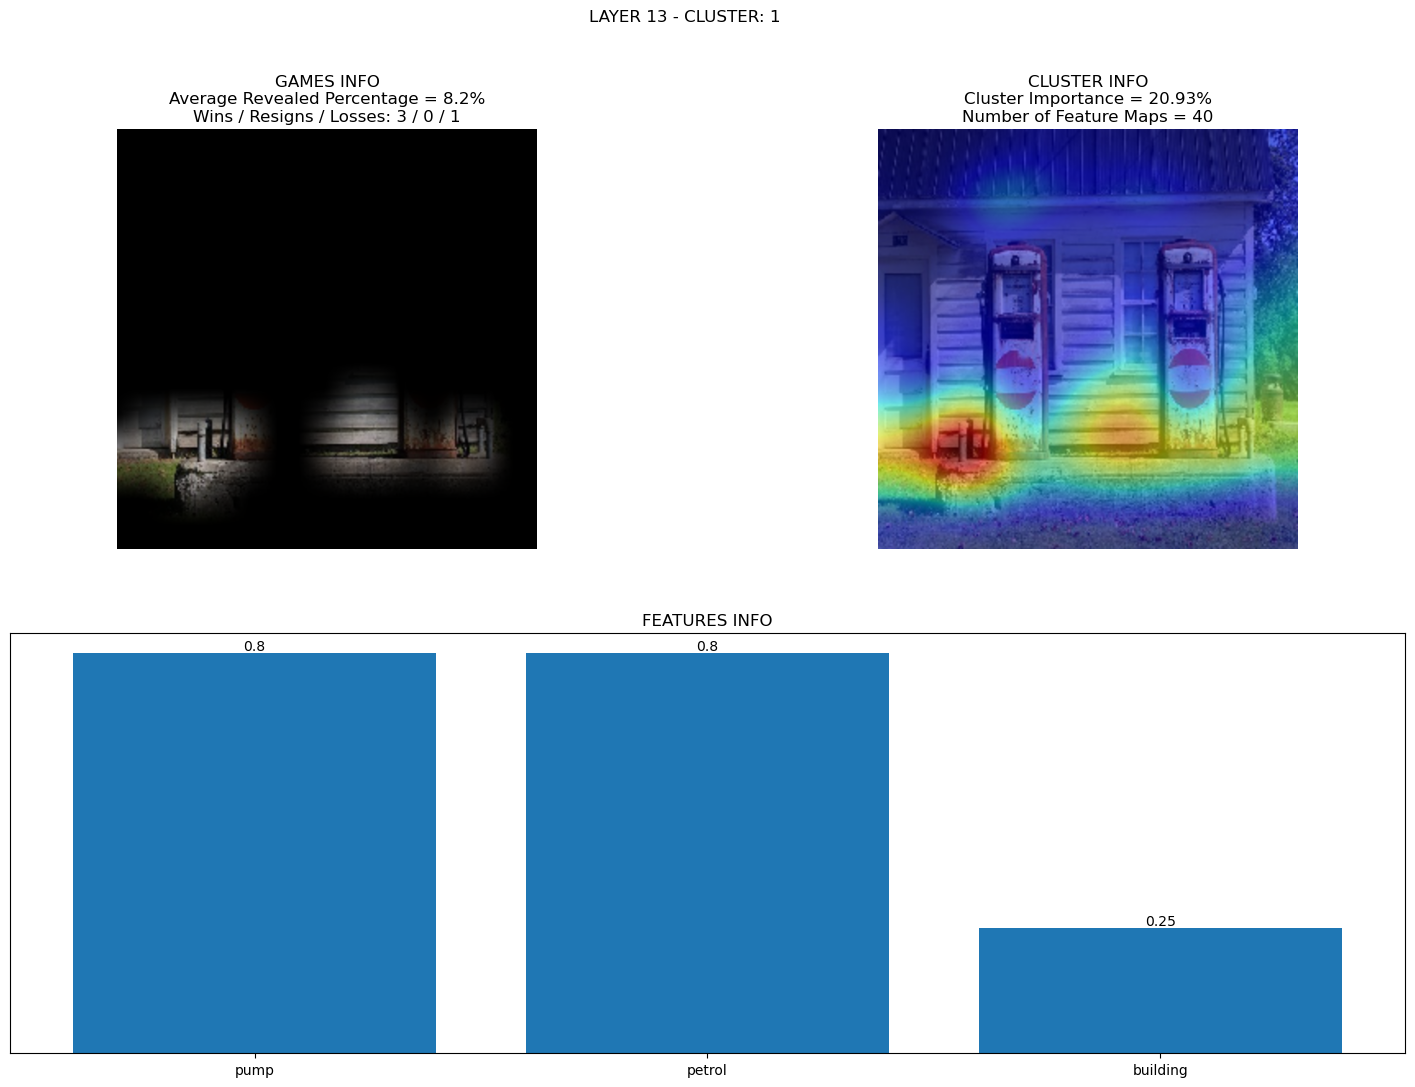 LAYER 13 - CLUSTER: 1
GAMES INFO
Average Revealed Percentage = 8.2%
Wins / Resigns / Losses: 3 / 0 / 1
CLUSTER INFO
Cluster Importance = 20.93%
Number of Feature Maps = 40
FEATURES INFO
0.8
0.8
0.25
pump
petrol
building